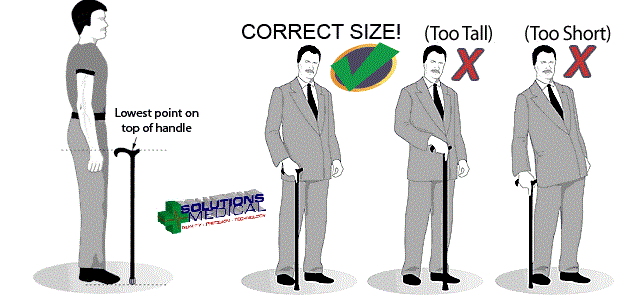 CORRECT SIZE!
(Too Tall)
(Too Short)
Lowest point on
top of handle
SOLUTIONS
MEDICAL